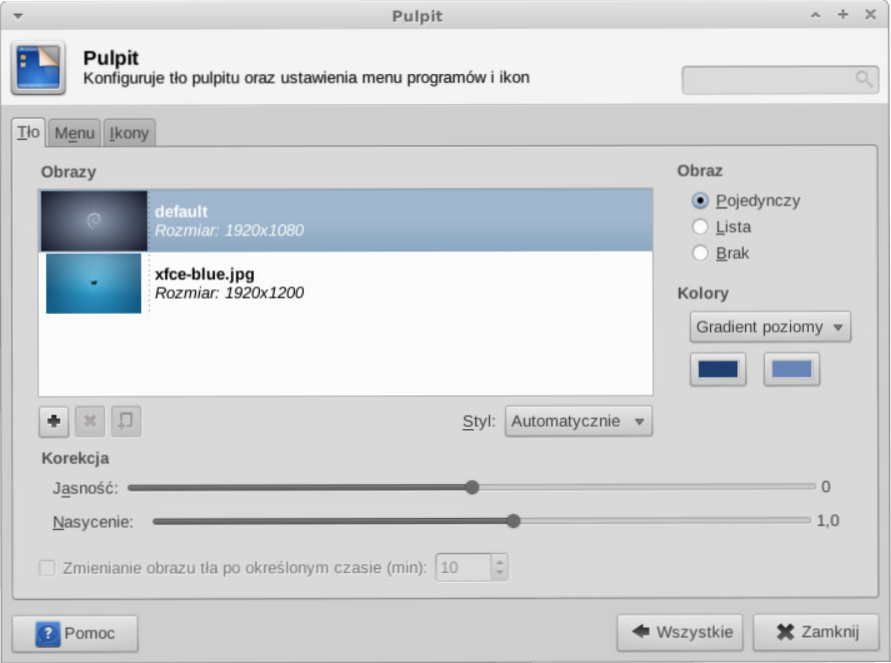 Pulpit
Pulpit
Konfiguruje tło pulpitu oraz ustawienia menu programów i ikon
Tło Menu Ikony
Obrazy
default
Rozmiar: 1920x1080
xfce-blue.jpg
Rozmiar: 1920x1200
Obraz
Pojedynczy
Lista
Brak
Kolory
Gradient poziomy
Styl: Automatycznie
Korekcja
Jasność: 0
Nasycenie: 1,0
Zmienianie obrazu tła po określonym czasie (min): 10
Pomoc Wszystkie Zamknij